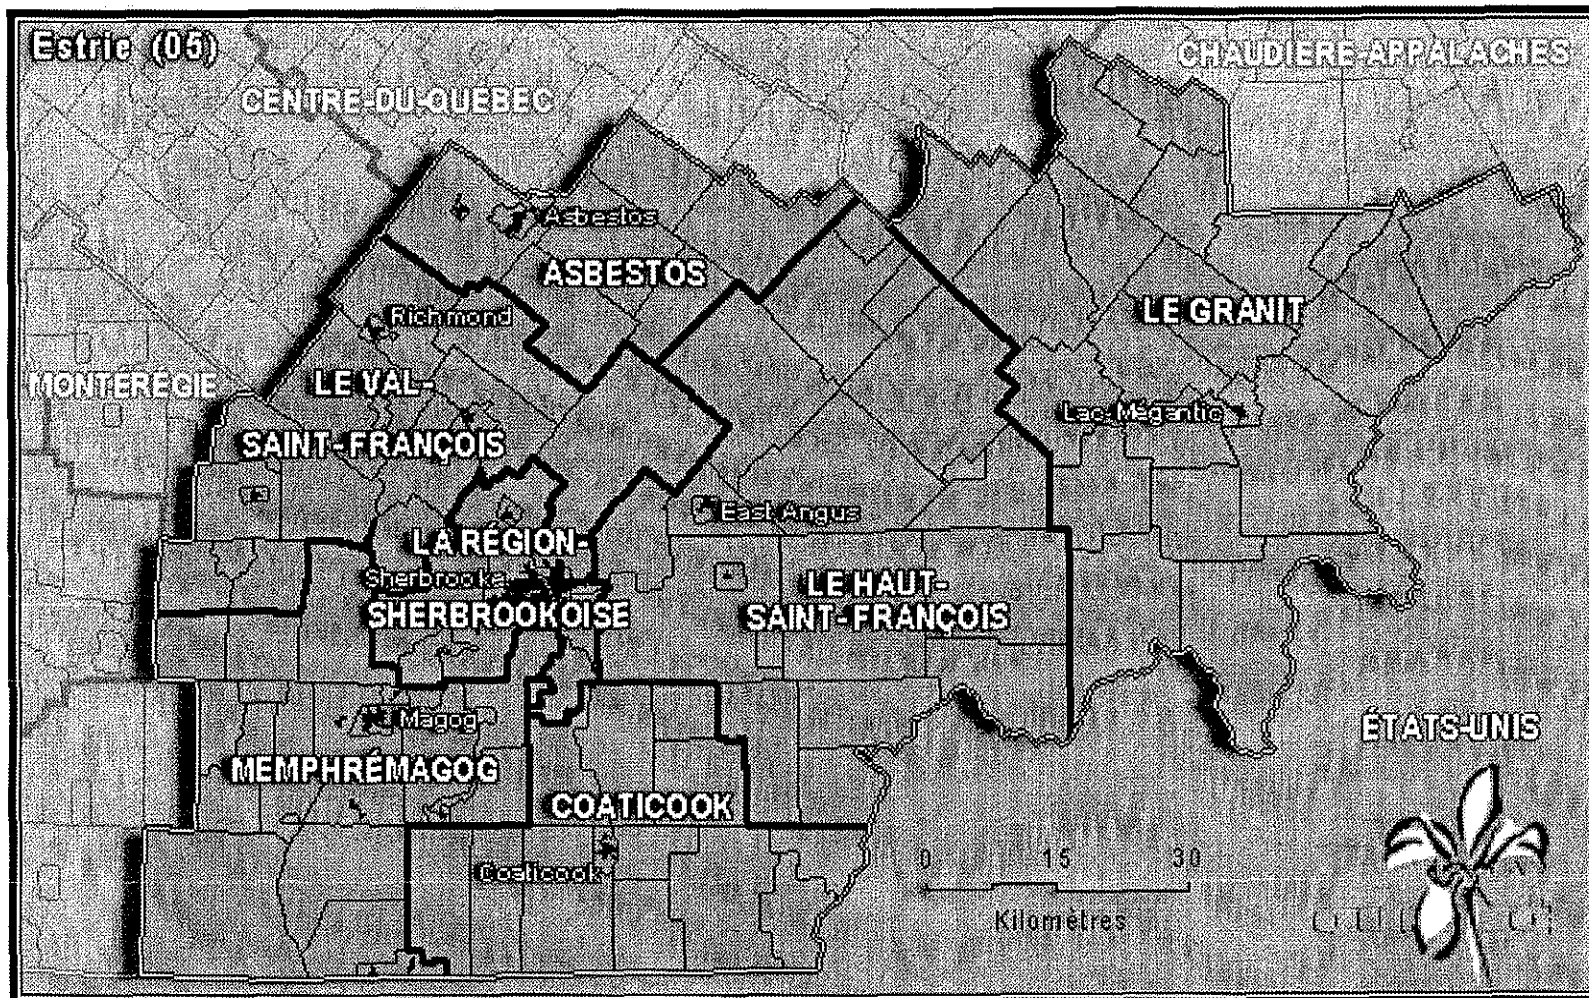 Estrie (05)
CHAUDIÈRE-APPALACHES
CENTRE-DU-QUÉBEC
Asbestos
ASBESTOS
Richmond
LE GRANIT
MONTÉRÉGIE
LE VAL-
SAINT-FRANÇOIS
Lac-Mégantic
East Angus
LA RÉGION-
SHERBROOKOISE
Sherbrooke
LE HAUT-
SAINT-FRANÇOIS
Magog
MEMPHRÉMAGOG
ÉTATS-UNIS
COATICOOK
Coaticook
0 15 30
Kilomètres